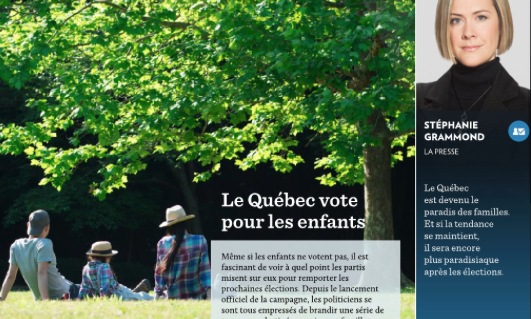 Le Québec vote
pour les enfants
Même si les enfants ne votent pas, il est
fascinant de voir à quel point les partis
misent sur eux pour remporter les
prochaines élections. Depuis le lancement
officiel de la campagne, les politiciens se
sont tous empressés de brandir une série de
STÉPHANIE
GRAMMOND
LA PRESSE
Le Québec
est devenu le
paradis des familles.
Et si la tendance
se maintient,
il sera encore
plus paradisiaque
après les élections.